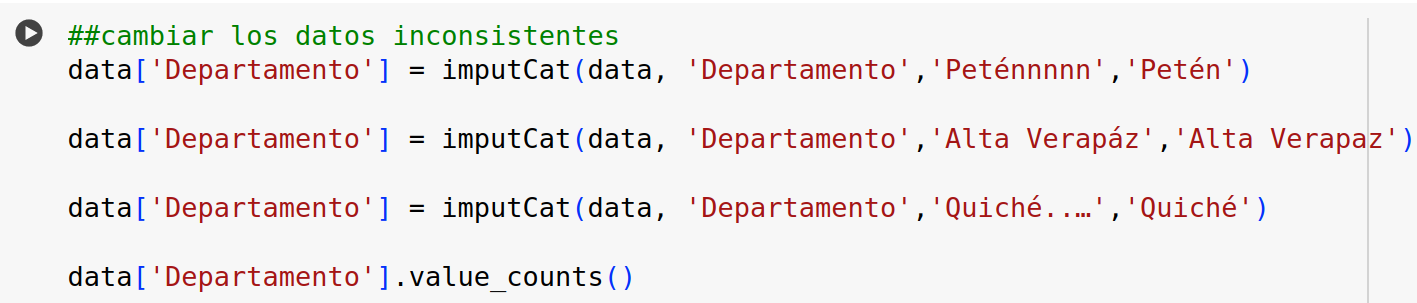 ##cambiar los datos inconsistentes
data['Departamento'] = imputCat(data, 'Departamento','Peténnnnn','Petén')
data['Departamento'] = imputCat(data, 'Departamento','Alta Verapáz','Alta Verapaz')
data['Departamento'] = imputCat(data, 'Departamento','Quiché..…','Quiché')
data['Departamento'].value_counts()